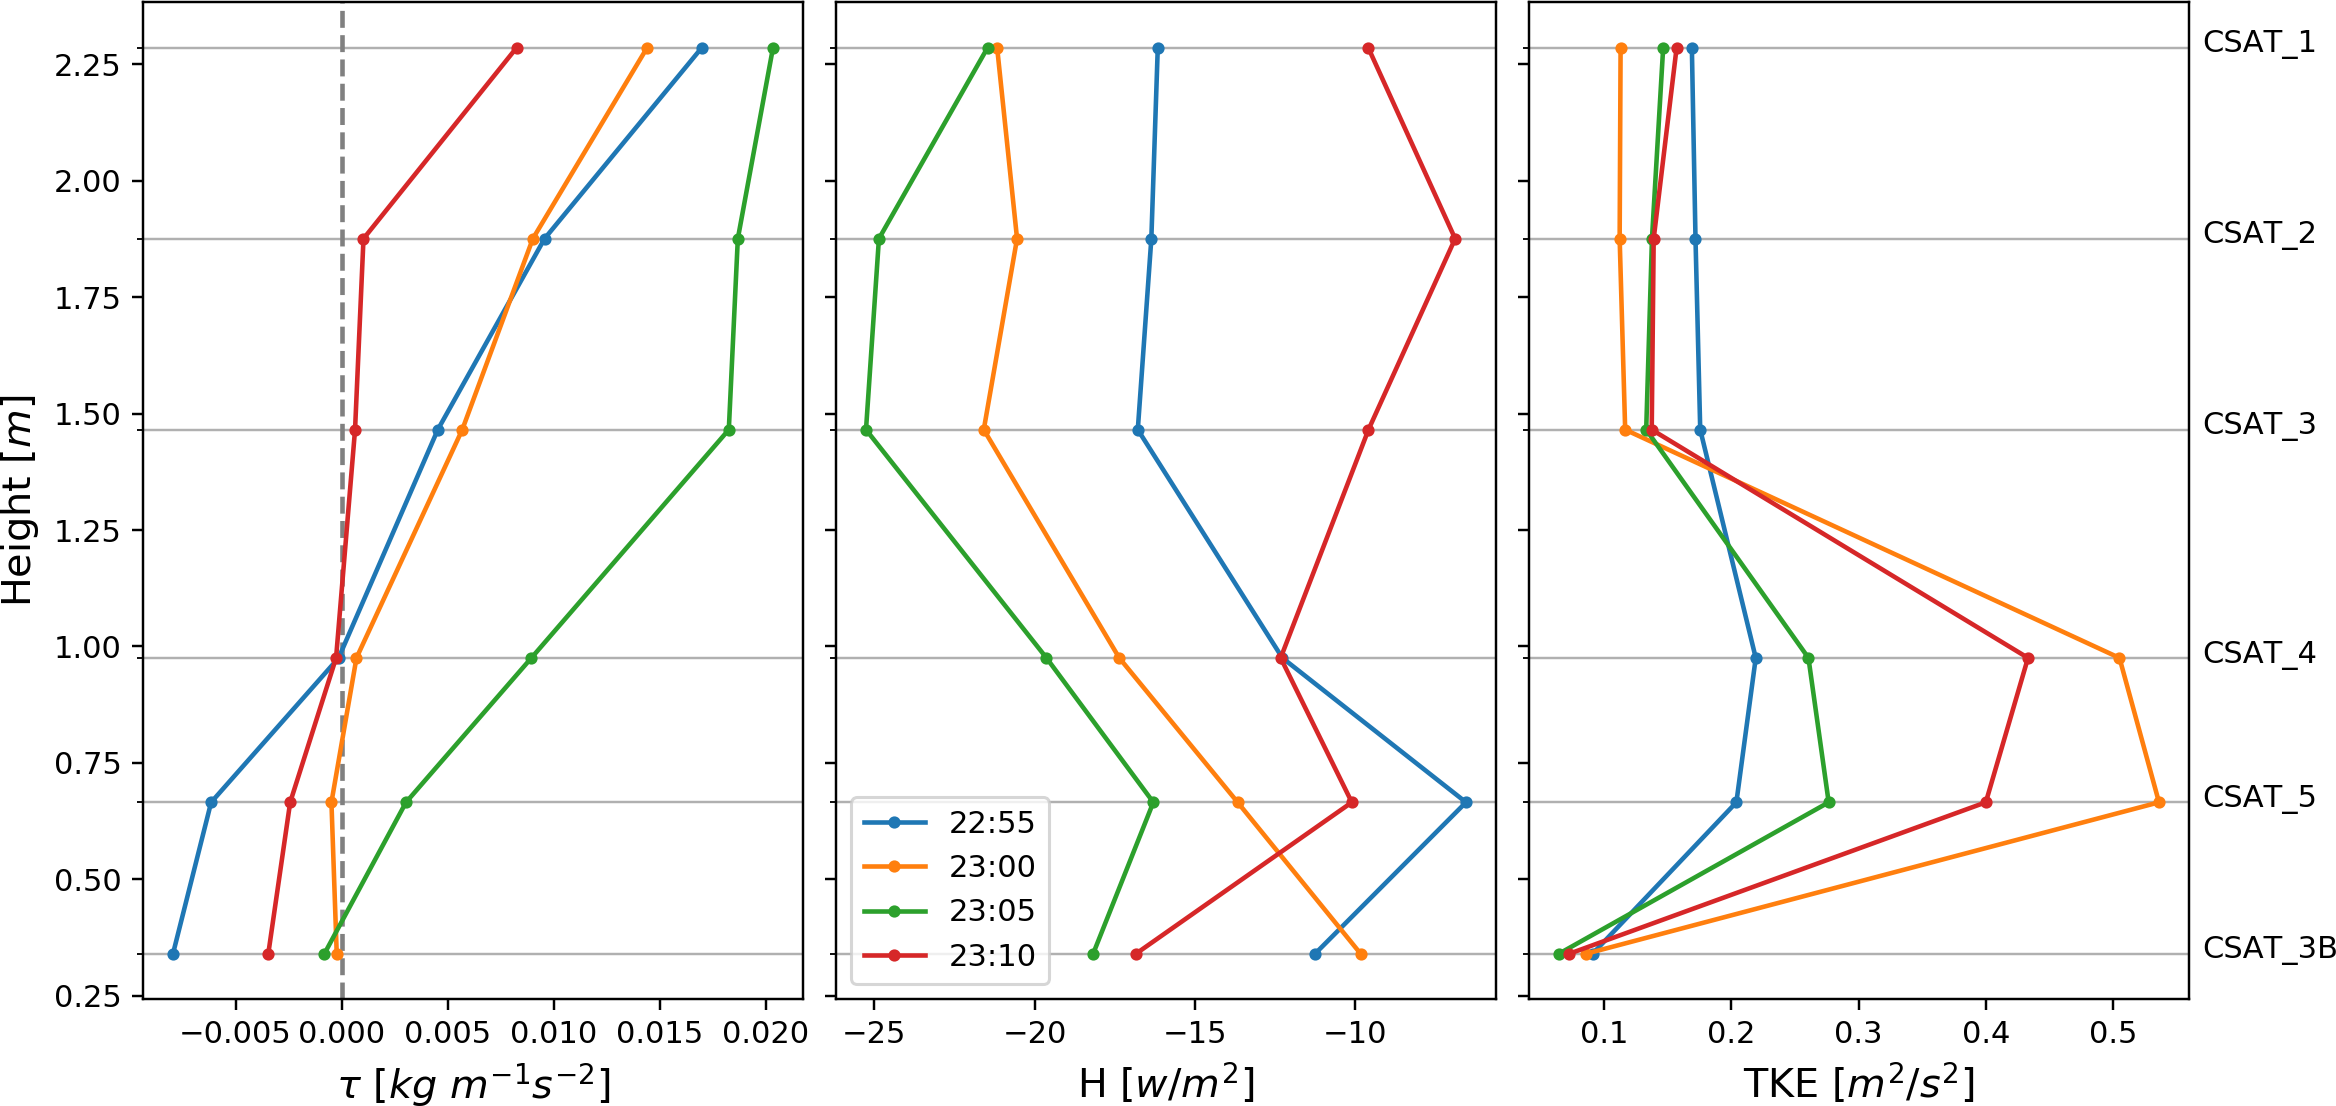 Height [m]
2.25
2.00
1.75
1.50
1.25
1.00
0.75
0.50
0.25
−0.005 0.000 0.005 0.010 0.015 0.020
τ [kg m⁻¹s⁻²]
22:55
23:00
23:05
23:10
−25 −20 −15 −10
H [w/m²]
0.1 0.2 0.3 0.4 0.5
TKE [m²/s²]
CSAT_1
CSAT_2
CSAT_3
CSAT_4
CSAT_5
CSAT_3B